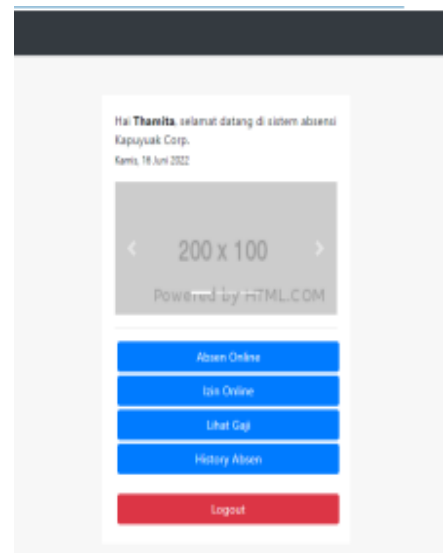 Hai Thamita, selamat datang di sistem absensi
Kapuyuak Corp.
Kamis, 16 Juni 2022
200 x 100
Powered by HTML.COM
Absen Online
Izin Online
Lihat Gaji
History Absen
Logout